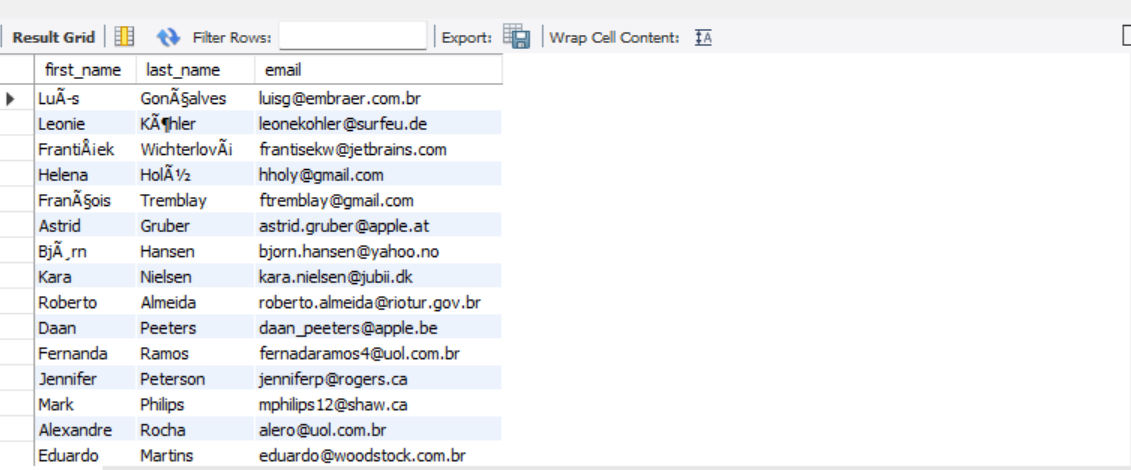 Result Grid Filter Rows: Export: Wrap Cell Content:
first_name last_name email
LuÃ-s GonÃ§alves luisg@embraer.com.br
Leonie KÃ¶hler leonekohler@surfeu.de
FrantiÅ¡ek WichterlovÃ¡ frantisekw@jetbrains.com
Helena HolÃ½ hholy@gmail.com
FranÃ§ois Tremblay ftremblay@gmail.com
Astrid Gruber astrid.gruber@apple.at
BjÃ¸rn Hansen bjorn.hansen@yahoo.no
Kara Nielsen kara.nielsen@jubii.dk
Roberto Almeida roberto.almeida@riotur.gov.br
Daan Peeters daan_peeters@apple.be
Fernanda Ramos fernadaramos4@uol.com.br
Jennifer Peterson jenniferp@rogers.ca
Mark Philips mphilips12@shaw.ca
Alexandre Rocha alero@uol.com.br
Eduardo Martins eduardo@woodstock.com.br